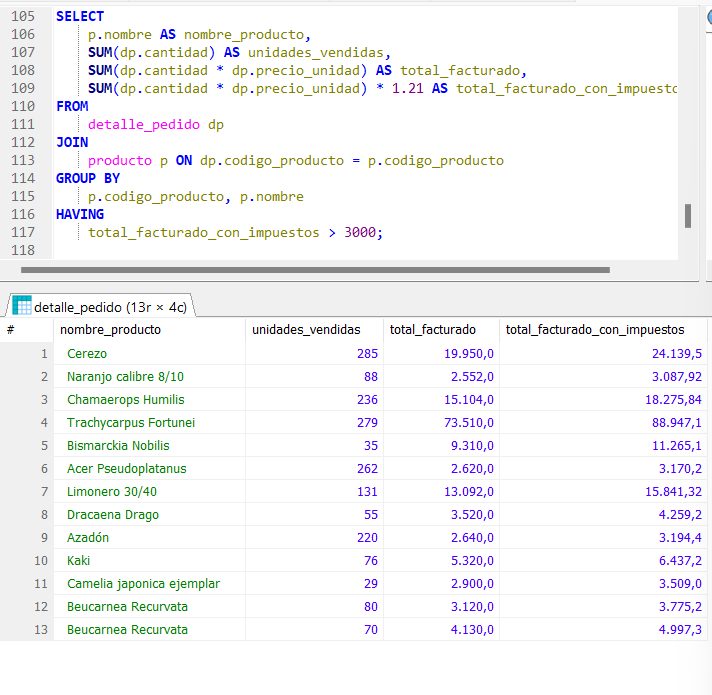 105 SELECT
106 p.nombre AS nombre_producto,
107 SUM(dp.cantidad) AS unidades_vendidas,
108 SUM(dp.cantidad * dp.precio_unidad) AS total_facturado,
109 SUM(dp.cantidad * dp.precio_unidad) * 1.21 AS total_facturado_con_impuesto
110 FROM
111 detalle_pedido dp
112 JOIN
113 producto p ON dp.codigo_producto = p.codigo_producto
114 GROUP BY
115 p.codigo_producto, p.nombre
116 HAVING
117 total_facturado_con_impuestos > 3000;
118
detalle_pedido (13r × 4c)
# nombre_producto unidades_vendidas total_facturado total_facturado_con_impuestos
1 Cerezo 285 19.950,0 24.139,5
2 Naranjo calibre 8/10 88 2.552,0 3.087,92
3 Chamaerops Humilis 236 15.104,0 18.275,84
4 Trachycarpus Fortunei 279 73.510,0 88.947,1
5 Bismarckia Nobilis 35 9.310,0 11.265,1
6 Acer Pseudoplatanus 262 2.620,0 3.170,2
7 Limonero 30/40 131 13.092,0 15.841,32
8 Dracaena Drago 55 3.520,0 4.259,2
9 Azadón 220 2.640,0 3.194,4
10 Kaki 76 5.320,0 6.437,2
11 Camelia japonica ejemplar 29 2.900,0 3.509,0
12 Beucarnea Recurvata 80 3.120,0 3.775,2
13 Beucarnea Recurvata 70 4.130,0 4.997,3